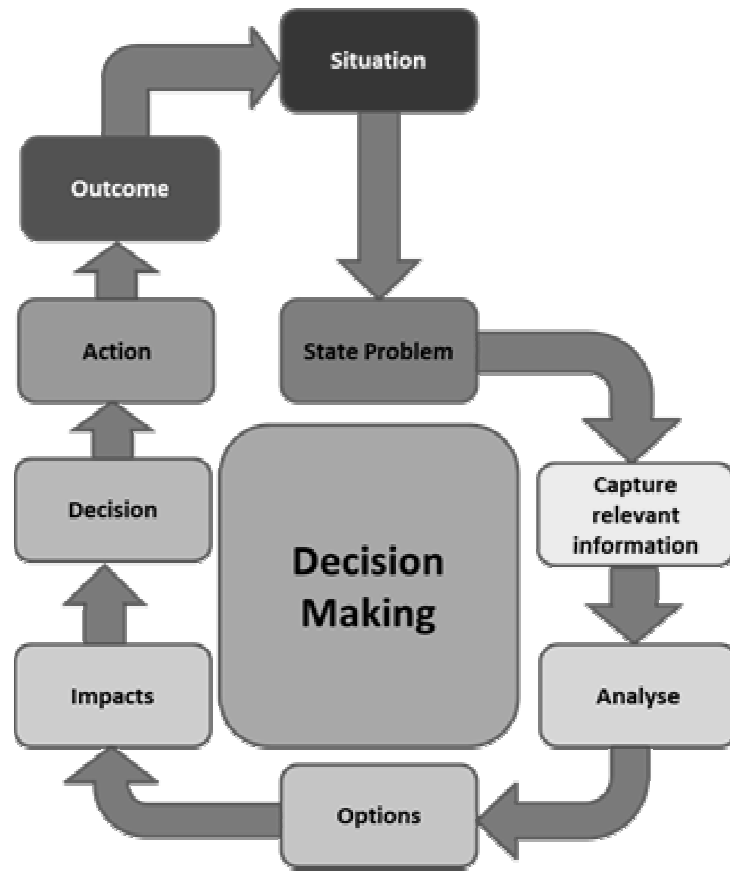 Situation
Outcome
Action
State Problem
Decision
Capture
relevant
information
Decision
Making
Impacts
Analyse
Options